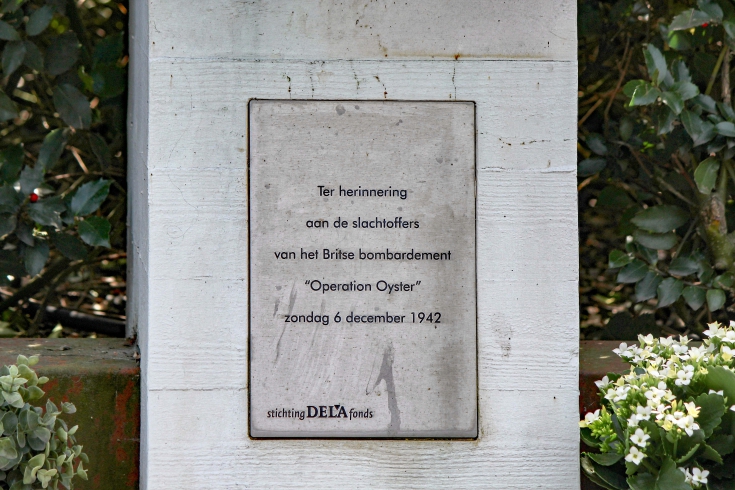 Ter herinnering
aan de slachtoffers
van het Britse bombardement
“Operation Oyster”
zondag 6 december 1942
stichting DELA fonds